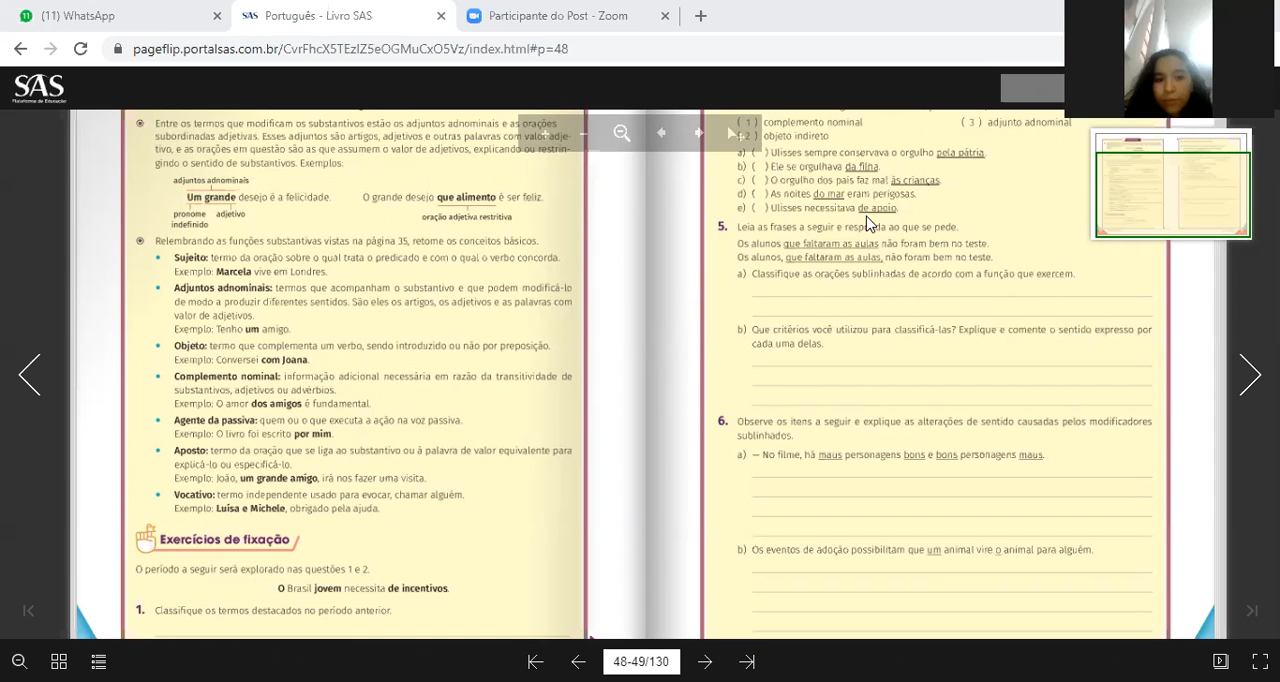 (11) WhatsApp
SAS Português - Livro SAS
Participante do Post - Zoom
pageflip.portalsas.com.br/CvrFhcX5TEzIZ5eOGMuCxO5Vz/index.html#p=48
SAS
Plataforma de Educação
Entre os termos que modificam os substantivos estão os adjuntos adnominais e as orações
subordinadas adjetivas. Esses adjuntos são artigos, adjetivos e outras palavras com valor adje-
tivo, e as orações em questão são as que assumem o valor de adjetivos, explicando ou restrin-
gindo o sentido de substantivos. Exemplos:
adjuntos adnominais
Um grande desejo é a felicidade. O grande desejo que alimento é ser feliz.
pronome adjetivo oração adjetiva restritiva
indefinido
Relembrando as funções substantivas vistas na página 35, retome os conceitos básicos.
• Sujeito: termo da oração sobre o qual trata o predicado e com o qual o verbo concorda.
Exemplo: Marcela vive em Londres.
• Adjuntos adnominais: termos que acompanham o substantivo e que podem modificá-lo
de modo a produzir diferentes sentidos. São eles os artigos, os adjetivos e as palavras com
valor de adjetivos.
Exemplo: Tenho um amigo.
• Objeto: termo que complementa um verbo, sendo introduzido ou não por preposição.
Exemplo: Conversei com Joana.
• Complemento nominal: informação adicional necessária em razão da transitividade de
substantivos, adjetivos ou advérbios.
Exemplo: O amor dos amigos é fundamental.
• Agente da passiva: quem ou o que executa a ação na voz passiva.
Exemplo: O livro foi escrito por mim.
• Aposto: termo da oração que se liga ao substantivo ou à palavra de valor equivalente para
explicá-lo ou especificá-lo.
Exemplo: João, um grande amigo, irá nos fazer uma visita.
• Vocativo: termo independente usado para evocar, chamar alguém.
Exemplo: Luísa e Michele, obrigado pela ajuda.
Exercícios de fixação
O período a seguir será explorado nas questões 1 e 2.
O Brasil jovem necessita de incentivos.
1. Classifique os termos destacados no período anterior.
( 1 ) complemento nominal ( 3 ) adjunto adnominal
( 2 ) objeto indireto
a) ( ) Ulisses sempre conservava o orgulho pela pátria.
b) ( ) Ele se orgulhava da filha.
c) ( ) O orgulho dos pais faz mal às crianças.
d) ( ) As noites do mar eram perigosas.
e) ( ) Ulisses necessitava de apoio.
5. Leia as frases a seguir e responda ao que se pede.
Os alunos que faltaram as aulas não foram bem no teste.
Os alunos, que faltaram as aulas, não foram bem no teste.
a) Classifique as orações sublinhadas de acordo com a função que exercem.
b) Que critérios você utilizou para classificá-las? Explique e comente o sentido expresso por
cada uma delas.
6. Observe os itens a seguir e explique as alterações de sentido causadas pelos modificadores
sublinhados.
a) — No filme, há maus personagens bons e bons personagens maus.
b) Os eventos de adoção possibilitam que um animal vire o animal para alguém.
48-49/130